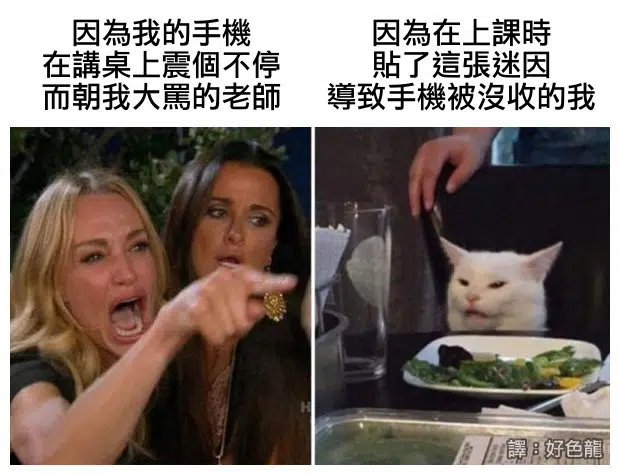 因為我的手機
在講桌上震個不停
而朝我大罵的老師
因為在上課時
貼了這張迷因
導致手機被沒收的我
譯：好色龍